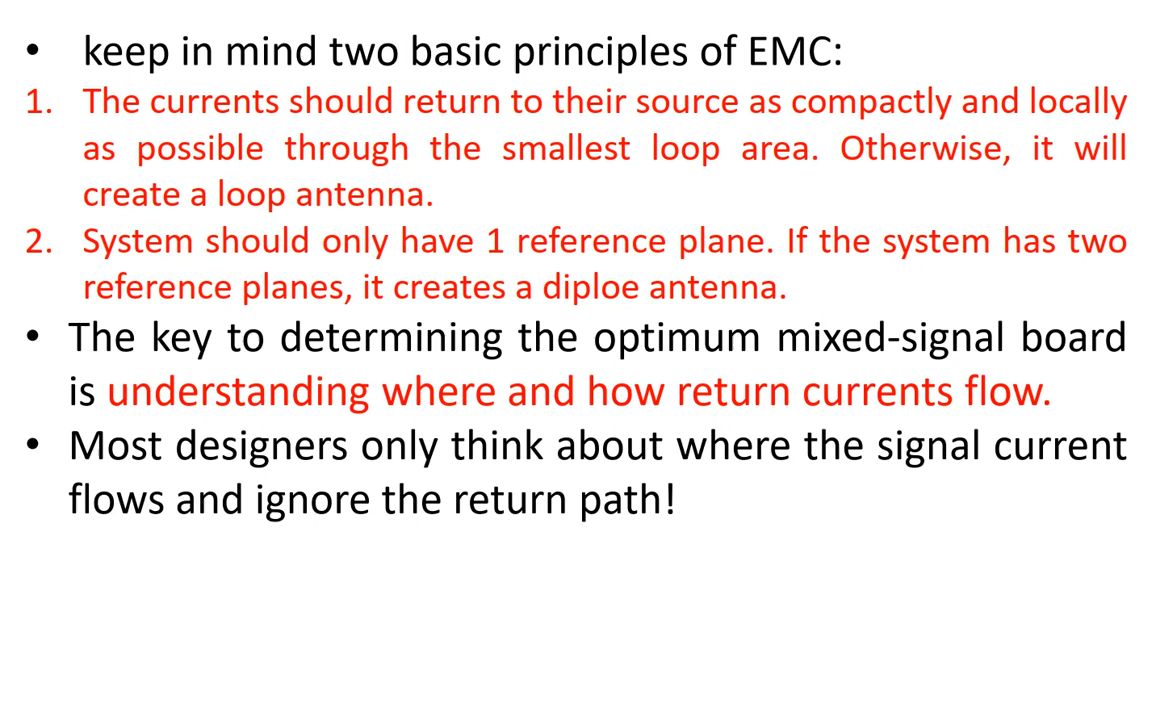 • keep in mind two basic principles of EMC:
1. The currents should return to their source as compactly and locally
as possible through the smallest loop area. Otherwise, it will
create a loop antenna.
2. System should only have 1 reference plane. If the system has two
reference planes, it creates a diploe antenna.
• The key to determining the optimum mixed-signal board
is understanding where and how return currents flow.
• Most designers only think about where the signal current
flows and ignore the return path!